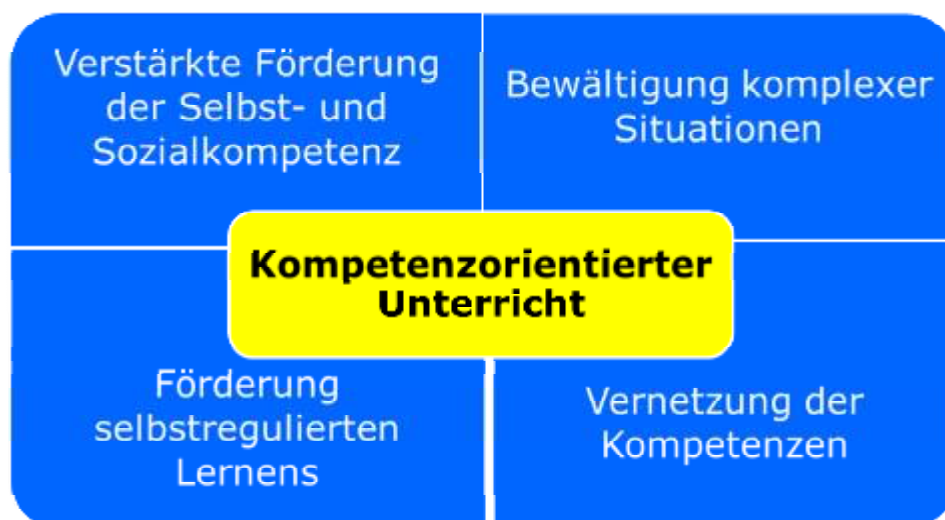 Verstärkte Förderung
der Selbst- und
Sozialkompetenz
Bewältigung komplexer
Situationen
Kompetenzorientierter
Unterricht
Förderung
selbstregulierten
Lernens
Vernetzung der
Kompetenzen